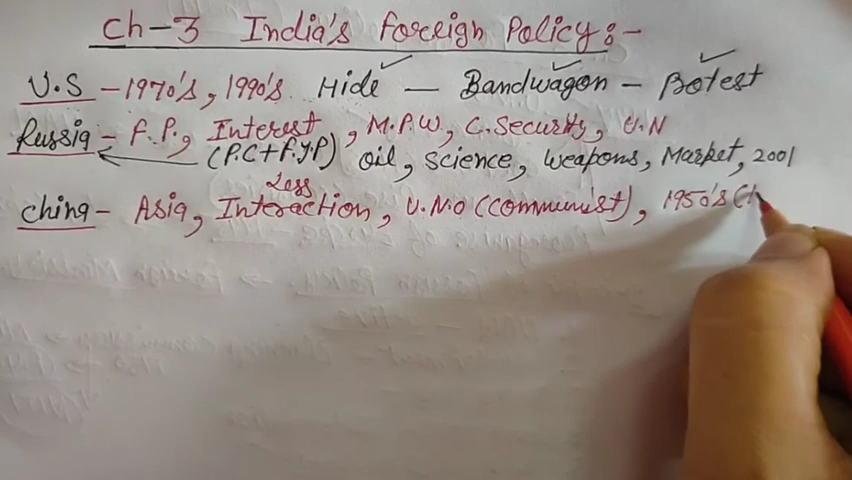 Ch-3 India's Foreign Policy:-
U.S - 1970's, 1990's Hide - Bandwagon - Botest
Russia - F.P., Interest, M.P.W, C.Security, U.N
(P.C + F.Y.P) Oil, Science, Weapons, Market, 2001
Less
China - Asia, Interaction, U.N.O (Communist), 1950's (